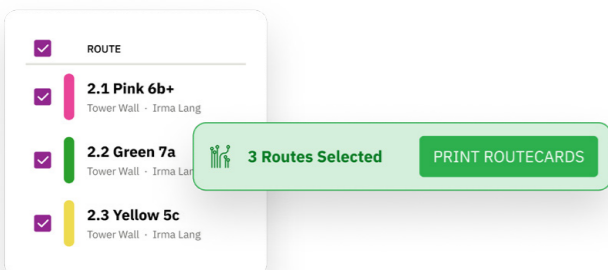 ROUTE
2.1 Pink 6b+
Tower Wall · Irma Lang
2.2 Green 7a
Tower Wall · Irma
3 Routes Selected
PRINT ROUTECARDS
2.3 Yellow 5c
Tower Wall · Irma Lang